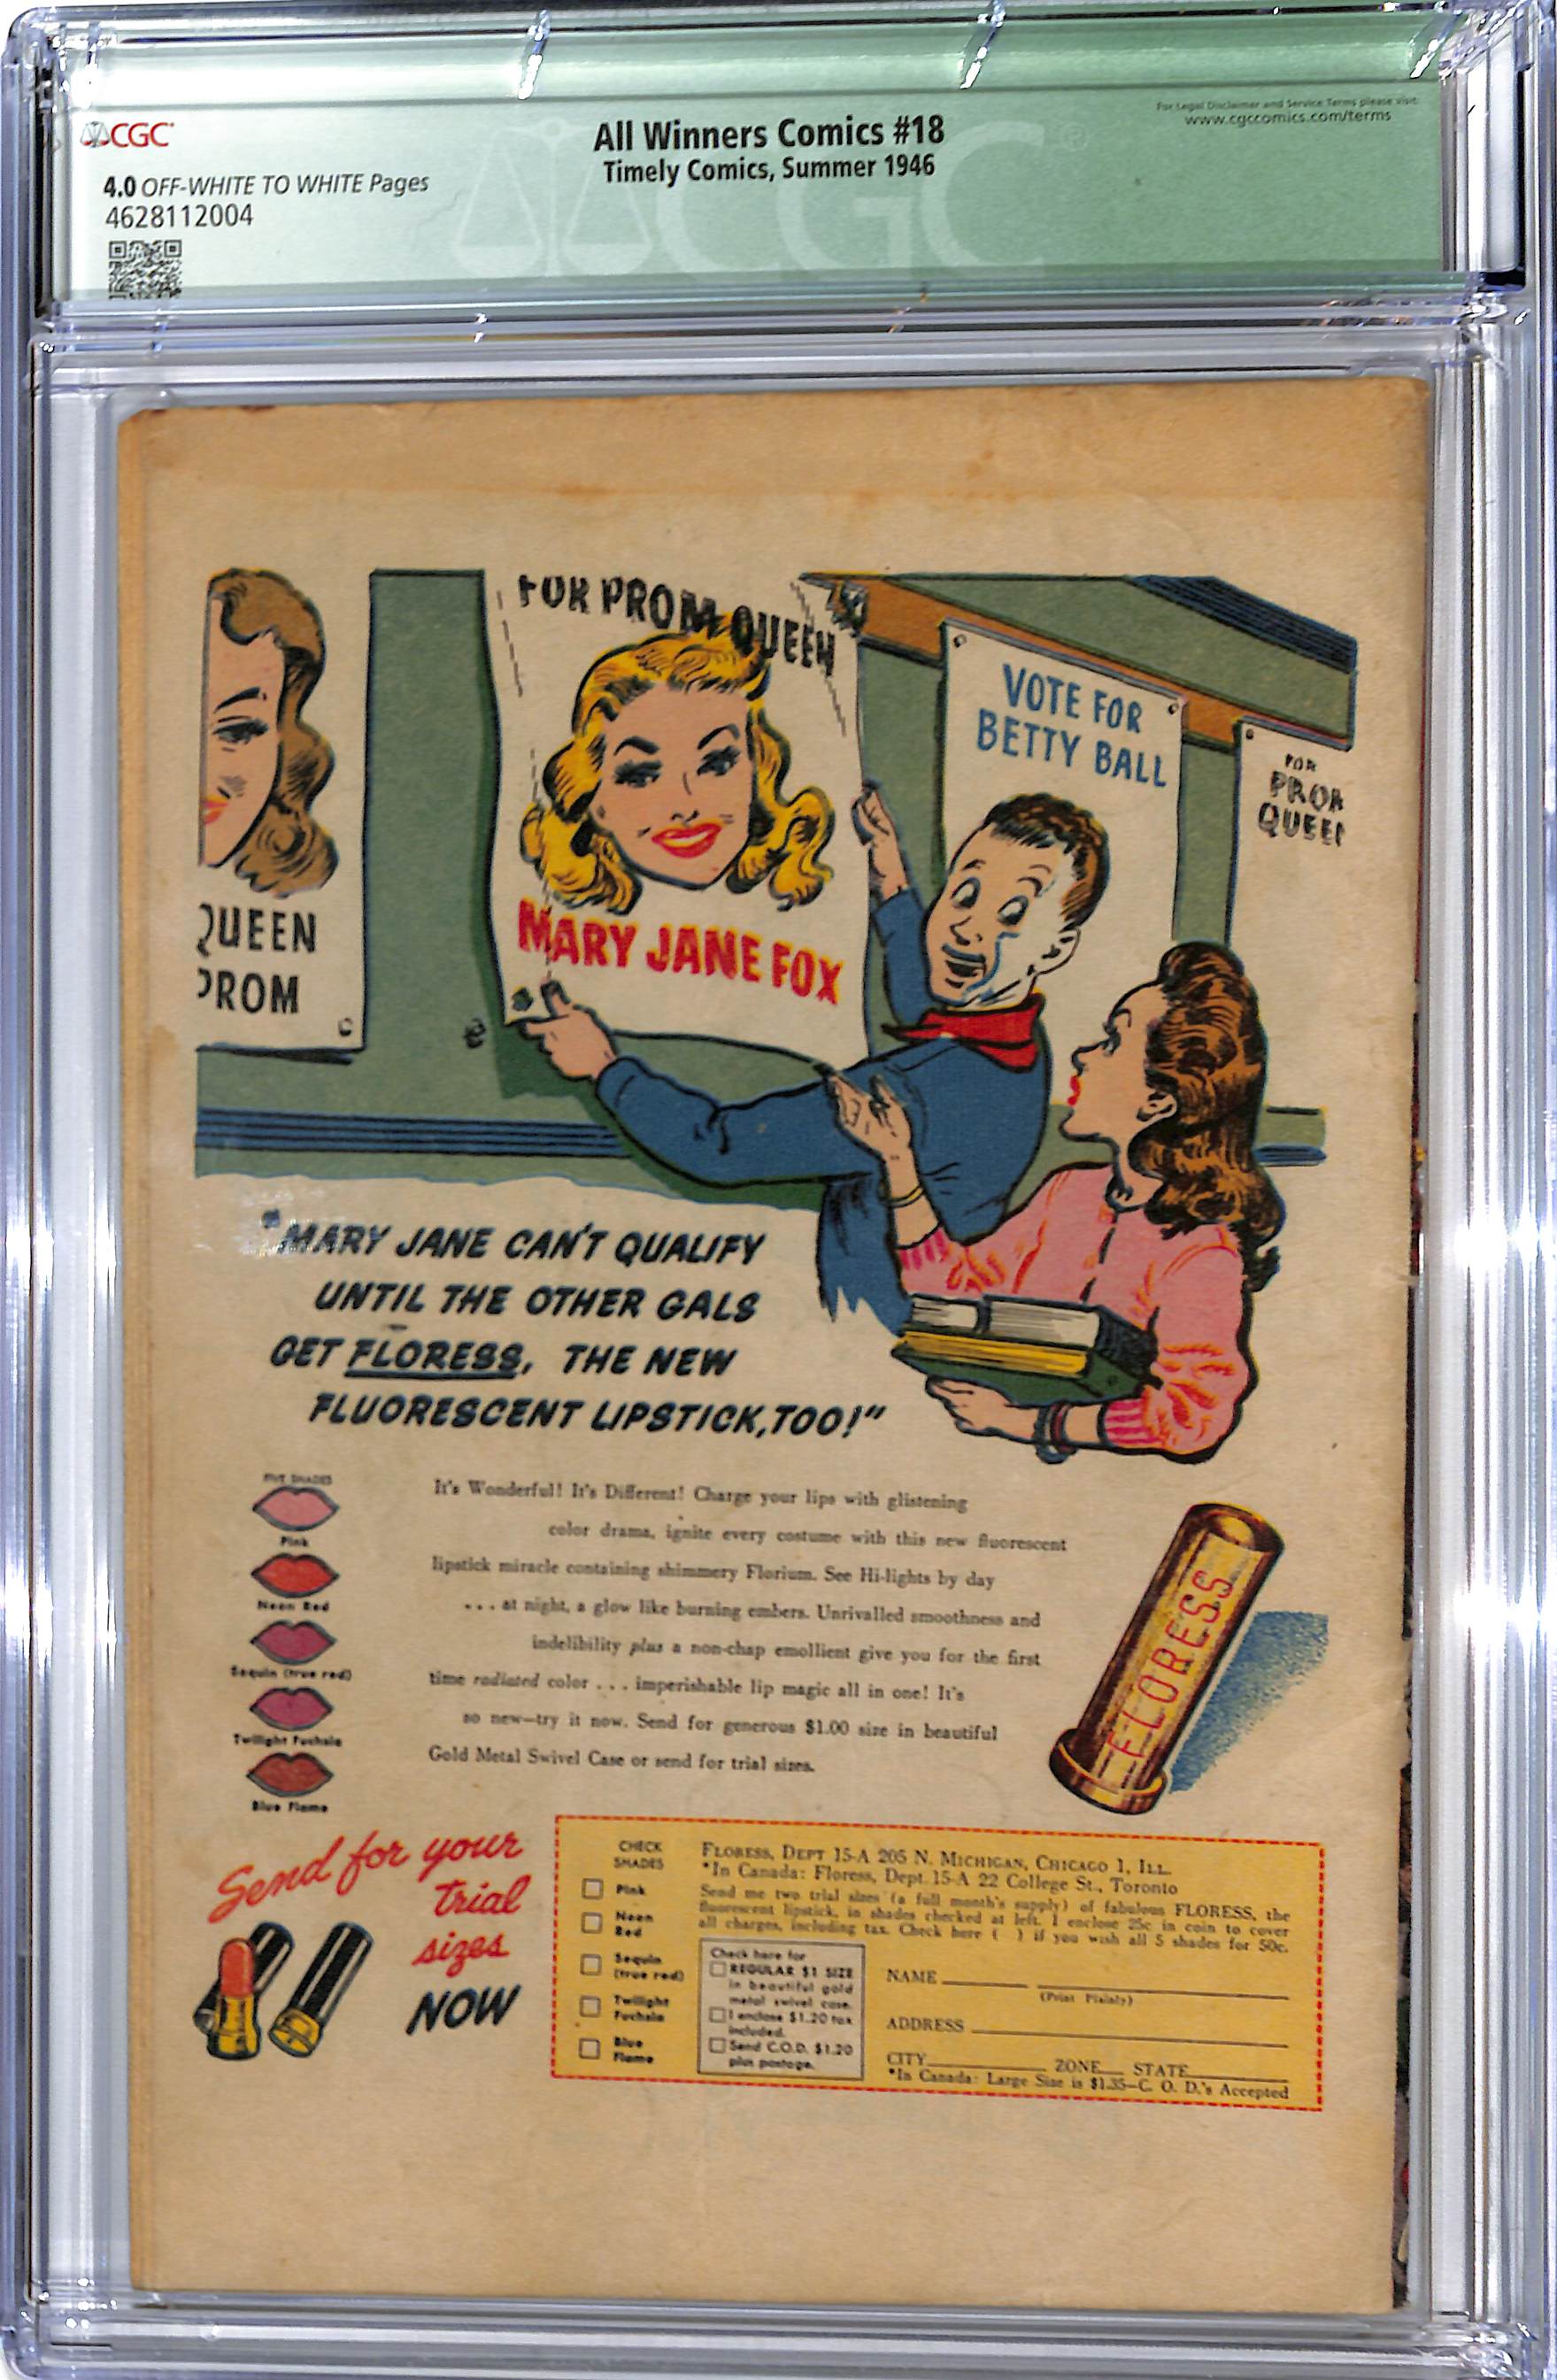 For Legal Disclaimer and Service Terms please visit:
www.cgccomics.com/terms
CGC
All Winners Comics #18
Timely Comics, Summer 1946
4.0 OFF-WHITE TO WHITE Pages
4628112004
CGC
FOR PROM QUEEN
MARY JANE FOX
VOTE FOR
BETTY BALL
FOR
PROM
QUEEN
QUEEN
PROM
"MARY JANE CAN'T QUALIFY
UNTIL THE OTHER GALS
GET FLORESS, THE NEW
FLUORESCENT LIPSTICK, TOO!"
FIVE SHADES
Pink
Neon Red
Sequin (true red)
Twilight Fuchsia
Blue Flame
It's Wonderful! It's Different! Charge your lips with glistening
color drama, ignite every costume with this new fluorescent
lipstick miracle containing shimmery Florium. See Hi-lights by day
... at night, a glow like burning embers. Unrivalled smoothness and
indelibility plus a non-chap emollient give you for the first
time radiated color . . . imperishable lip magic all in one! It's
so new—try it now. Send for generous $1.00 size in beautiful
Gold Metal Swivel Case or send for trial sizes.
FLORESS
Send for your
trial
sizes
NOW
CHECK
SHADES
Pink
Neon
Red
Sequin
(true red)
Twilight
Fuchsia
Blue
Flame
FLORESS, DEPT 15-A 205 N. MICHIGAN, CHICAGO 1, ILL.
*In Canada: Floress, Dept. 15-A 22 College St., Toronto
Send me two trial sizes (a full month's supply) of fabulous FLORESS, the
fluorescent lipstick, in shades checked at left. I enclose 25c in coin to cover
all charges, including tax. Check here ( ) if you wish all 5 shades for 50c.
Check here for
REGULAR $1 SIZE
in beautiful gold
metal swivel case.
I enclose $1.20 tax
included.
Send C.O.D. $1.20
plus postage.
NAME
(Print Plainly)
ADDRESS
CITY ZONE STATE
*In Canada: Large Size is $1.35—C. O. D.'s Accepted